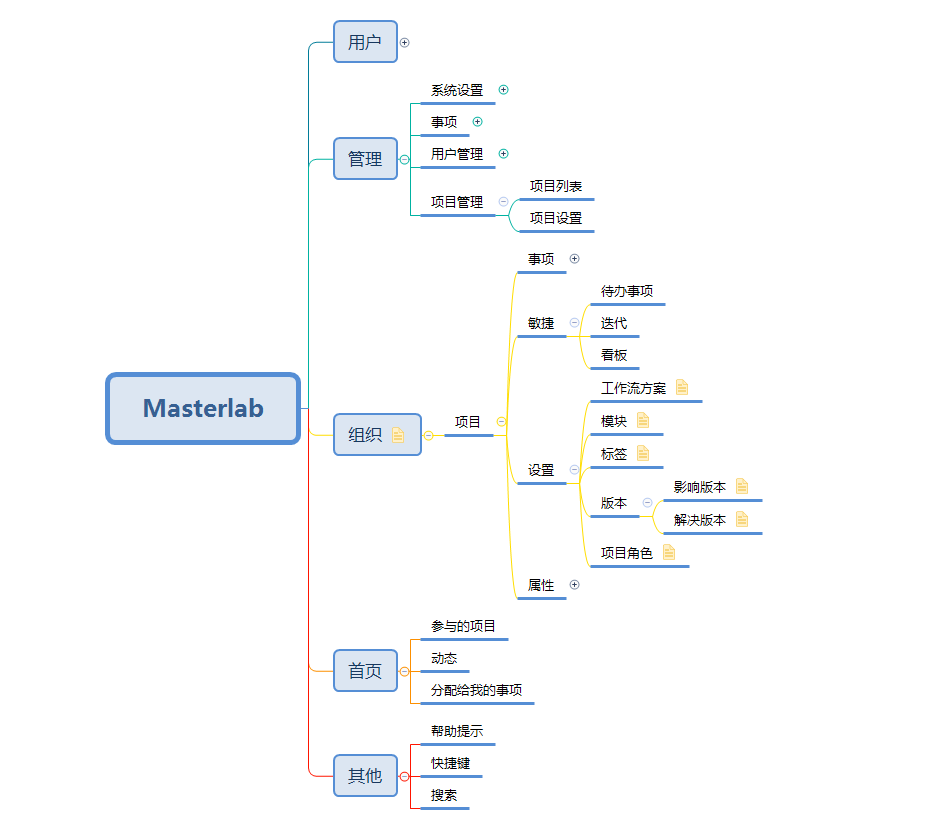 用户
系统设置
事项
管理
用户管理
项目管理
项目列表
项目设置
事项
待办事项
敏捷
迭代
看板
Masterlab
组织
项目
工作流方案
模块
标签
设置
版本
影响版本
解决版本
项目角色
属性
参与的项目
首页
动态
分配给我的事项
帮助提示
其他
快捷键
搜索